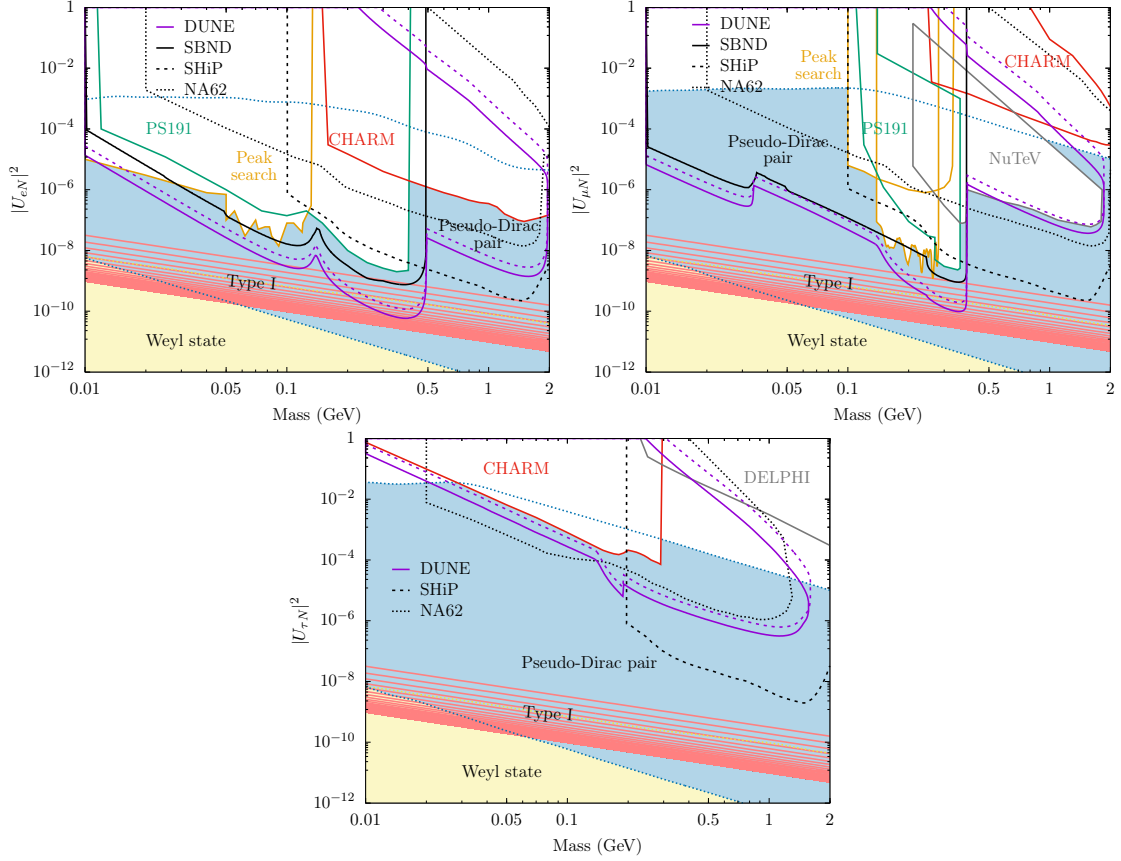 DUNE
SBND
SHiP
NA62
PS191
Peak
search
CHARM
Pseudo-Dirac
pair
Type I
Weyl state
1
10^−2
10^−4
10^−6
10^−8
10^−10
10^−12
|U_{eN}|^2
0.01
0.05
0.1
0.5
1
2
Mass (GeV)
DUNE
SBND
SHiP
NA62
Peak
search
CHARM
PS191
Pseudo-Dirac
pair
NuTeV
Type I
Weyl state
1
10^−2
10^−4
10^−6
10^−8
10^−10
10^−12
|U_{μN}|^2
0.01
0.05
0.1
0.5
1
2
Mass (GeV)
CHARM
DELPHI
DUNE
SHiP
NA62
Pseudo-Dirac pair
Type I
Weyl state
1
10^−2
10^−4
10^−6
10^−8
10^−10
10^−12
|U_{τN}|^2
0.01
0.05
0.1
0.5
1
2
Mass (GeV)